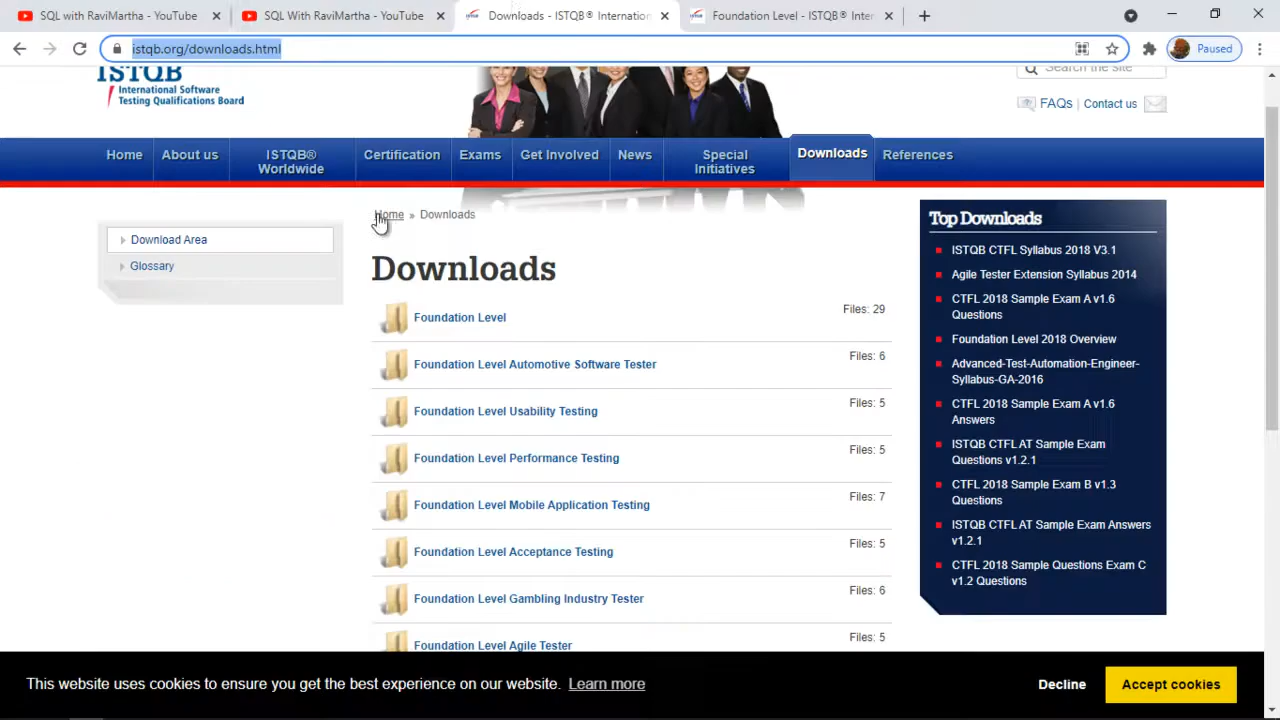 SQL With RaviMartha - YouTube
SQL With RaviMartha - YouTube
Downloads - ISTQB® Internation
Foundation Level - ISTQB® Inter
istqb.org/downloads.html
Paused
ISTQB
International Software
Testing Qualifications Board
Search the site
FAQs | Contact us
Home
About us
ISTQB®
Worldwide
Certification
Exams
Get Involved
News
Special
Initiatives
Downloads
References
Home » Downloads
Download Area
Glossary
Downloads
Foundation Level
Files: 29
Foundation Level Automotive Software Tester
Files: 6
Foundation Level Usability Testing
Files: 5
Foundation Level Performance Testing
Files: 5
Foundation Level Mobile Application Testing
Files: 7
Foundation Level Acceptance Testing
Files: 5
Foundation Level Gambling Industry Tester
Files: 6
Foundation Level Agile Tester
Files: 5
Top Downloads
ISTQB CTFL Syllabus 2018 V3.1
Agile Tester Extension Syllabus 2014
CTFL 2018 Sample Exam A v1.6
Questions
Foundation Level 2018 Overview
Advanced-Test-Automation-Engineer-
Syllabus-GA-2016
CTFL 2018 Sample Exam A v1.6
Answers
ISTQB CTFL AT Sample Exam
Questions v1.2.1
CTFL 2018 Sample Exam B v1.3
Questions
ISTQB CTFL AT Sample Exam Answers
v1.2.1
CTFL 2018 Sample Questions Exam C
v1.2 Questions
This website uses cookies to ensure you get the best experience on our website. Learn more
Decline
Accept cookies